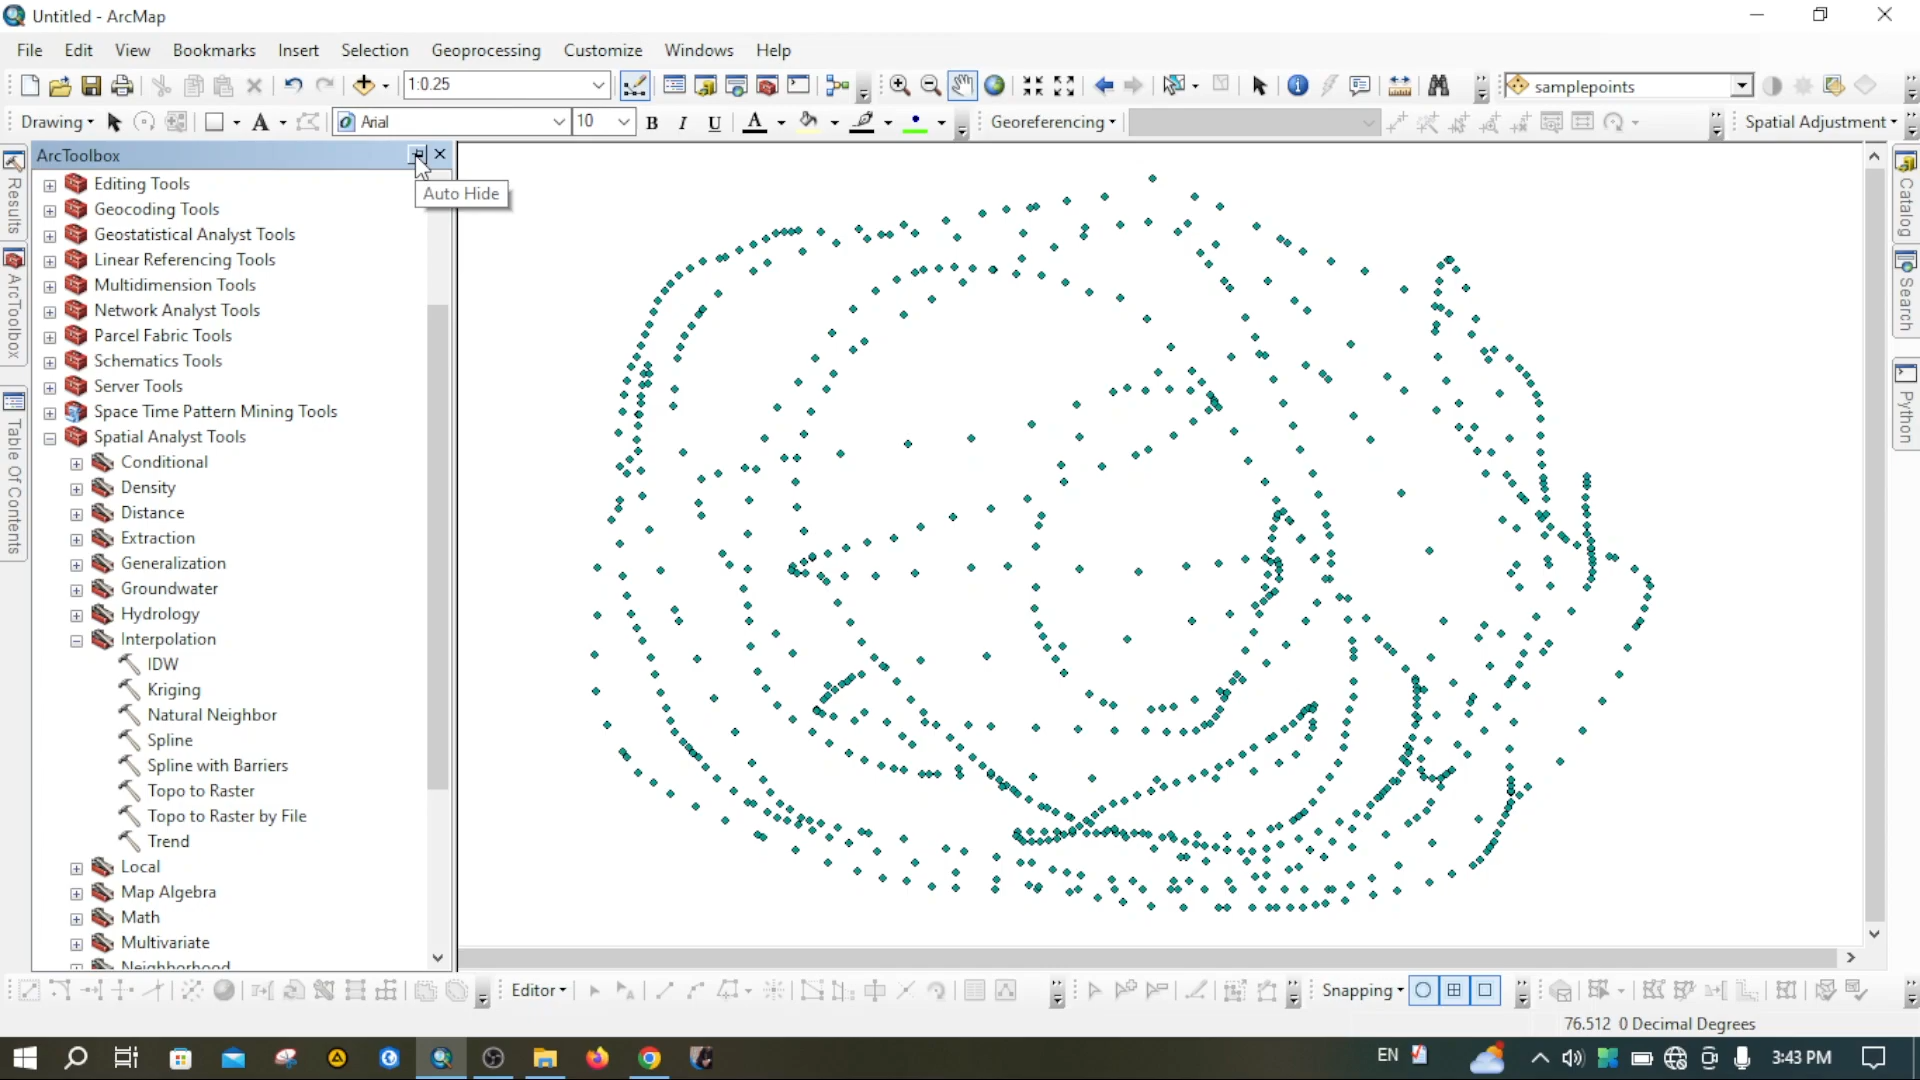 Untitled - ArcMap
File Edit View Bookmarks Insert Selection Geoprocessing Customize Windows Help
1:0.25 samplepoints
Drawing Arial 10 B I U A Georeferencing Spatial Adjustment
ArcToolbox
Auto Hide
Editing Tools
Geocoding Tools
Geostatistical Analyst Tools
Linear Referencing Tools
Multidimension Tools
Network Analyst Tools
Parcel Fabric Tools
Schematics Tools
Server Tools
Space Time Pattern Mining Tools
Spatial Analyst Tools
Conditional
Density
Distance
Extraction
Generalization
Groundwater
Hydrology
Interpolation
IDW
Kriging
Natural Neighbor
Spline
Spline with Barriers
Topo to Raster
Topo to Raster by File
Trend
Local
Map Algebra
Math
Multivariate
Neighborhood
Results
ArcToolbox
Table Of Contents
Catalog
Search
Python
Editor Snapping
76.512 0 Decimal Degrees
EN 3:43 PM